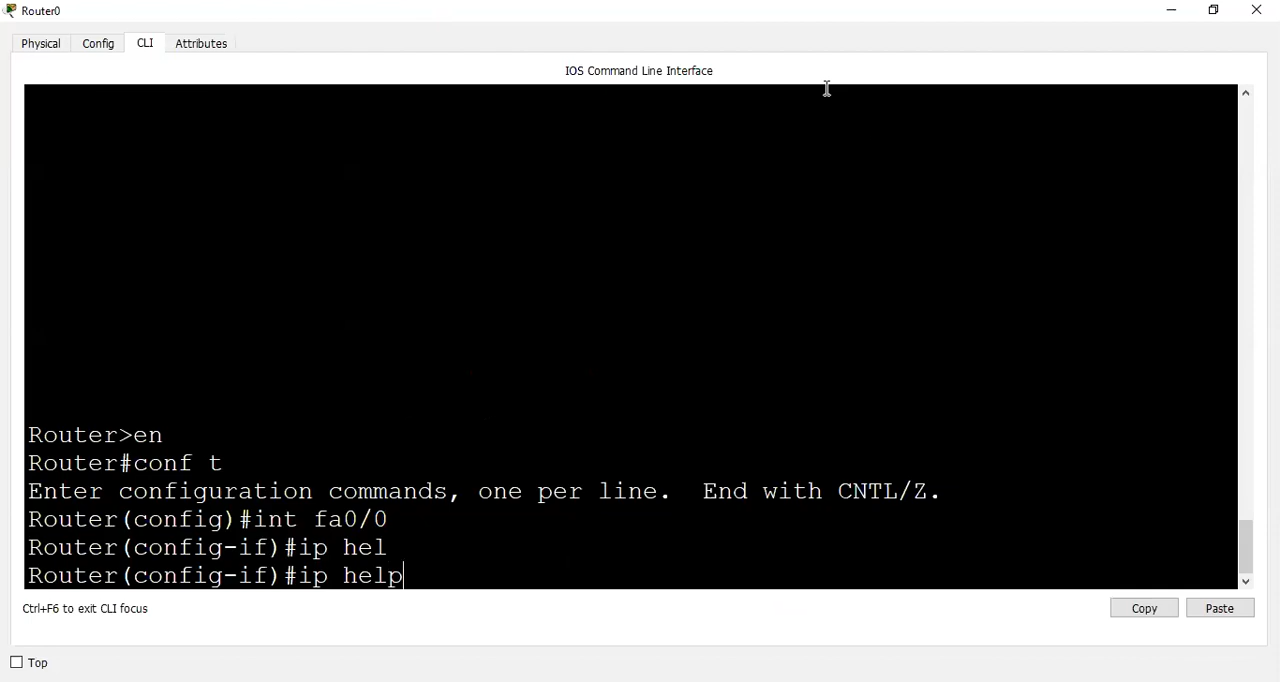 Router0
Physical Config CLI Attributes
IOS Command Line Interface
Router>en
Router#conf t
Enter configuration commands, one per line.  End with CNTL/Z.
Router(config)#int fa0/0
Router(config-if)#ip hel
Router(config-if)#ip help
Ctrl+F6 to exit CLI focus
Copy Paste
Top